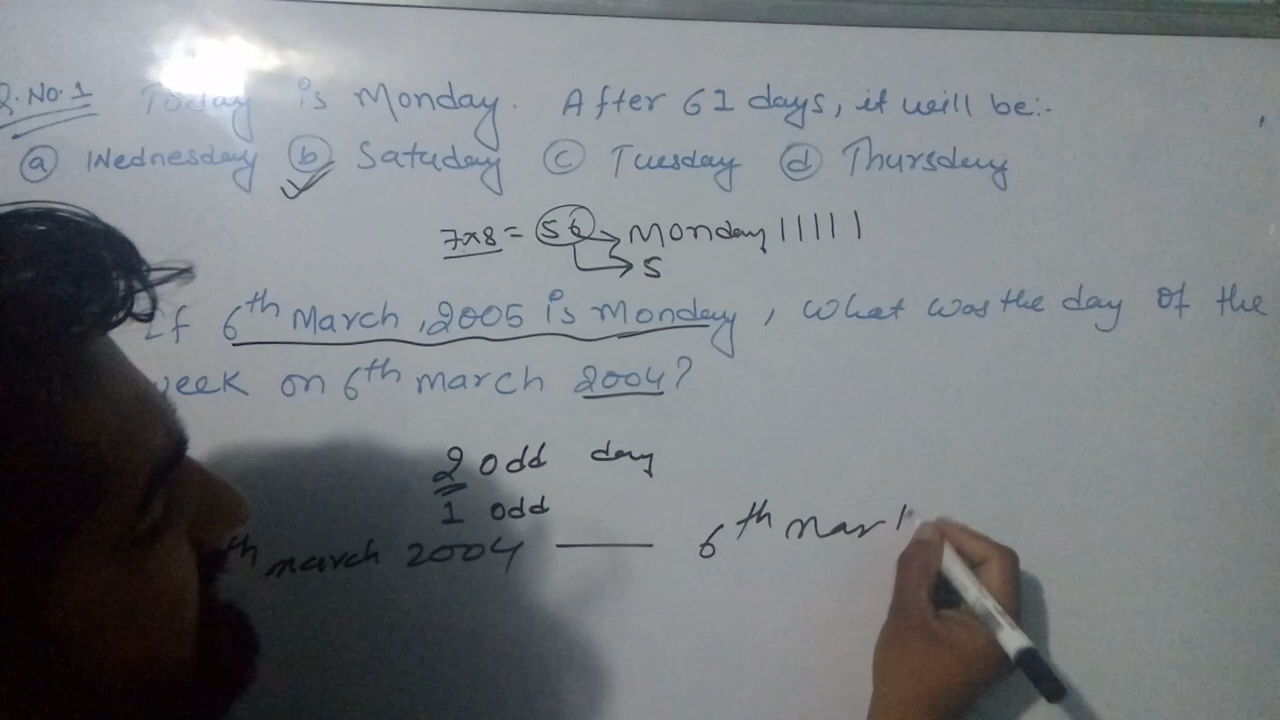 Q.No.1 Today is Monday. After 61 days, it will be:-
a Wednesday b Satuday c Tuesday d Thursday
7x8 = 56 → Monday | | | | |
→ 5
If 6th March, 2005 is Monday, what was the day of the
week on 6th march 2004?
2 odd day
1 odd
th march 2004 — 6th mar